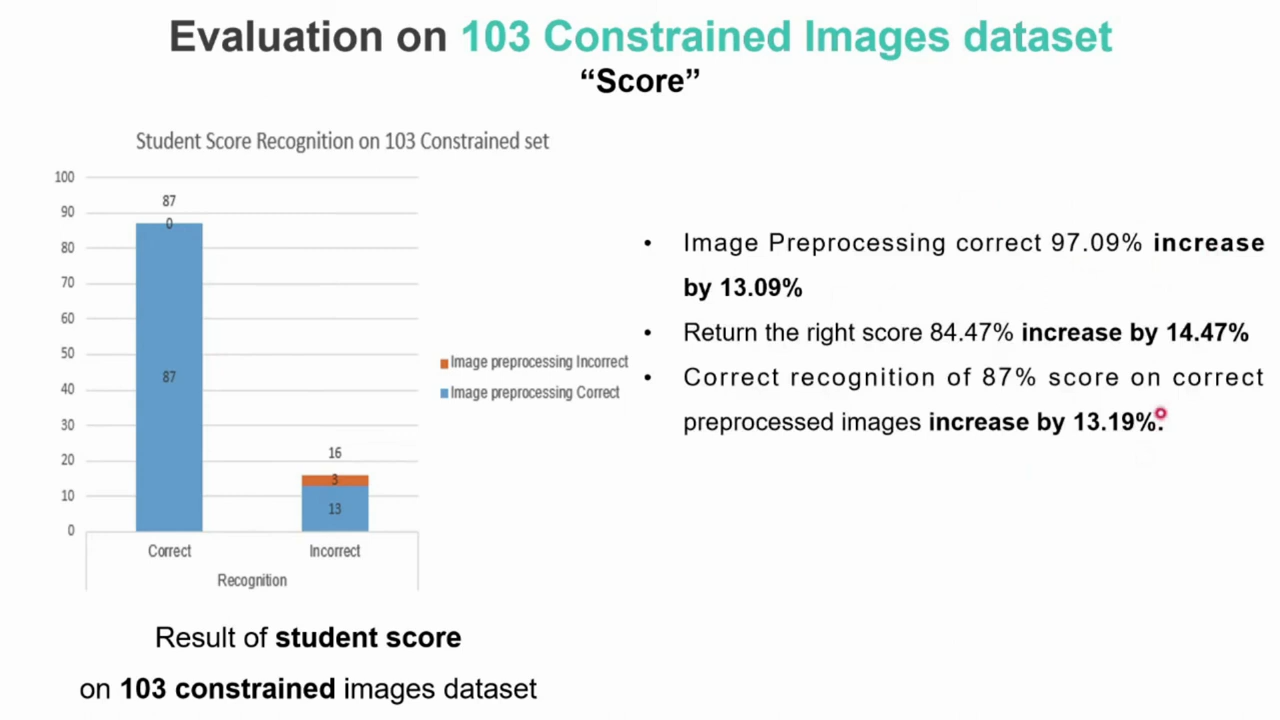 Evaluation on 103 Constrained Images dataset
“Score”
Student Score Recognition on 103 Constrained set
100
90
80
70
60
50
40
30
20
10
0
87
0
87
16
3
13
Correct
Incorrect
Recognition
Image preprocessing Incorrect
Image preprocessing Correct
• Image Preprocessing correct 97.09% increase
by 13.09%
• Return the right score 84.47% increase by 14.47%
• Correct recognition of 87% score on correct
preprocessed images increase by 13.19%.
Result of student score
on 103 constrained images dataset